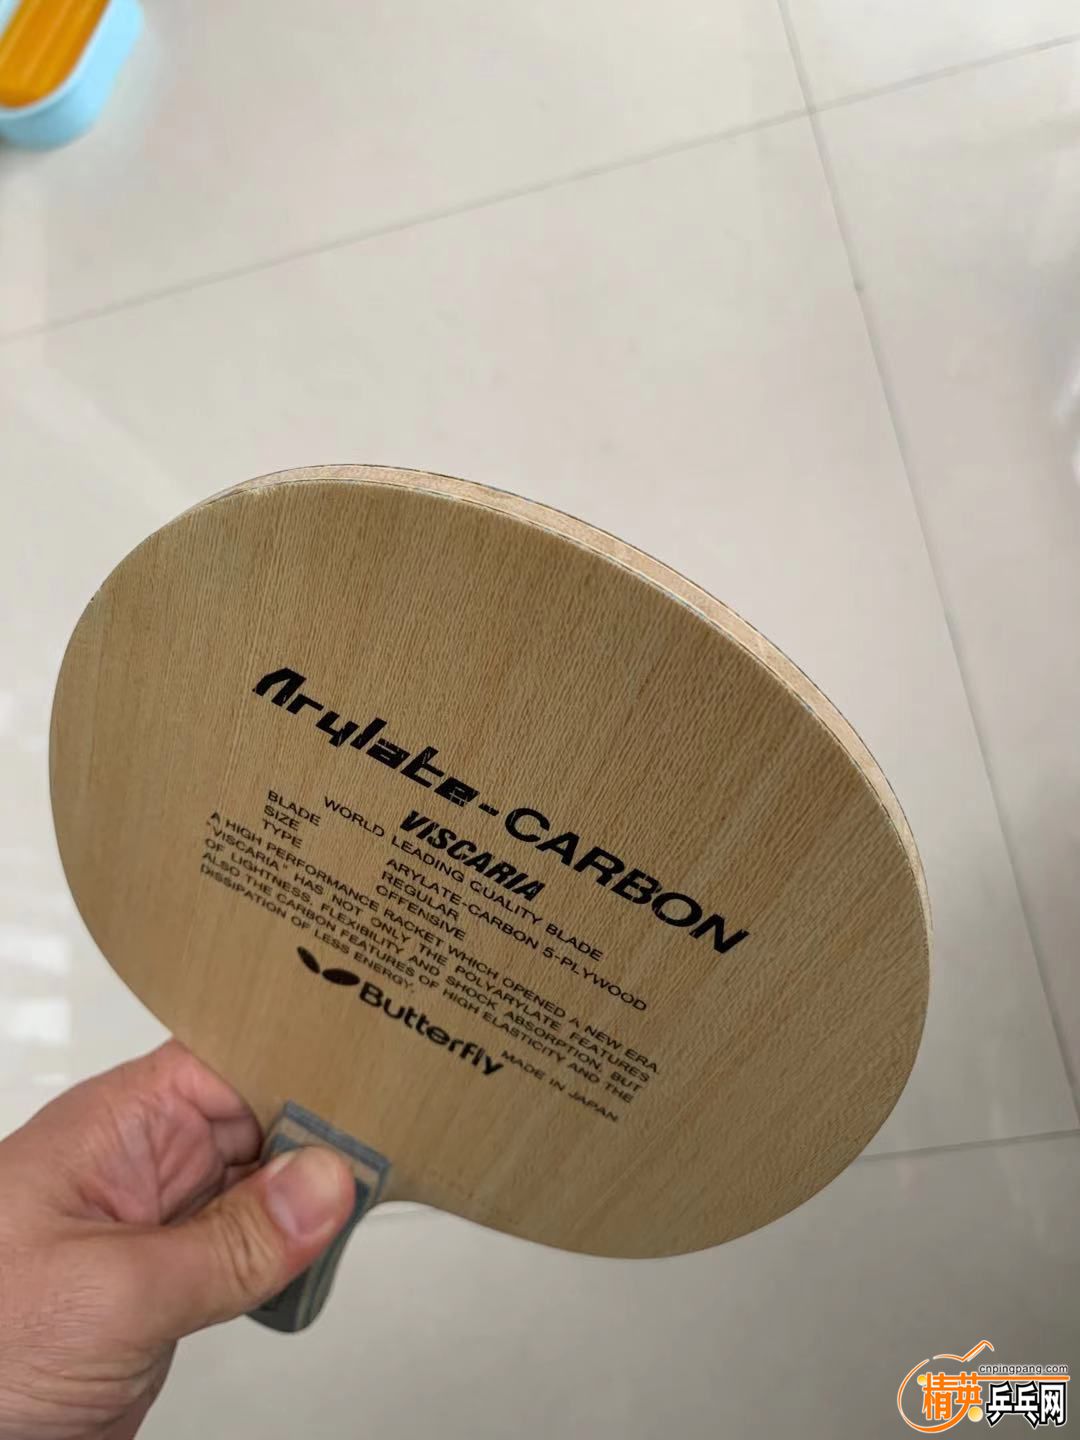 Arylate-CARBON
VISCARIA
WORLD LEADING QUALITY BLADE
BLADE ARYLATE-CARBON 5-PLYWOOD
SIZE REGULAR
TYPE OFFENSIVE
A HIGH PERFORMANCE RACKET WHICH OPENED A NEW ERA.
"VISCARIA" HAS NOT ONLY THE POLYARYLATE FEATURES
OF LIGHTNESS, FLEXIBILITY AND SHOCK ABSORPTION, BUT
ALSO THE CARBON FEATURES OF HIGH ELASTICITY AND THE
DISSIPATION OF LESS ENERGY.
Butterfly MADE IN JAPAN
cnpingpang.com
精英乒乓网